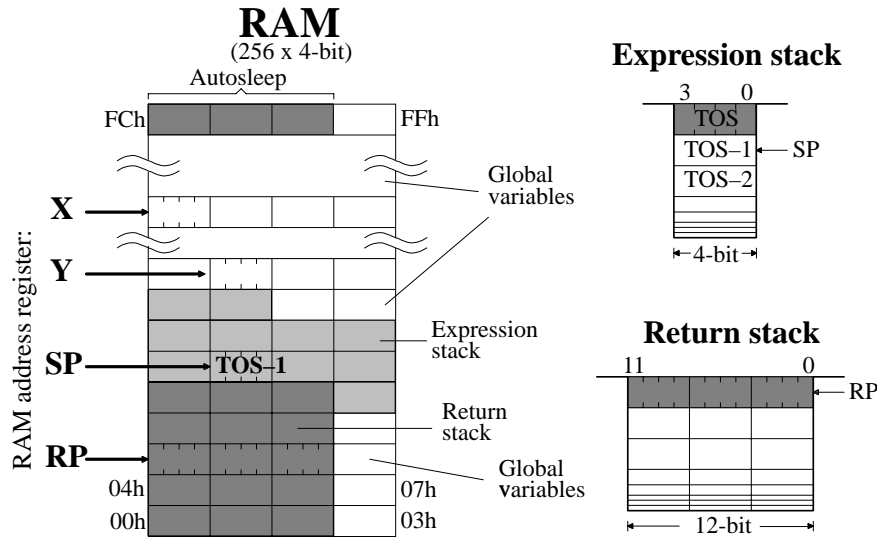 RAM
(256 x 4-bit)
Autosleep
FCh
FFh
Global
variables
X
Y
RAM address register:
Expression
stack
SP
TOS–1
Return
stack
RP
Global
variables
04h
07h
00h
03h
Expression stack
3
0
TOS
TOS–1
SP
TOS–2
4-bit
Return stack
11
0
RP
12-bit